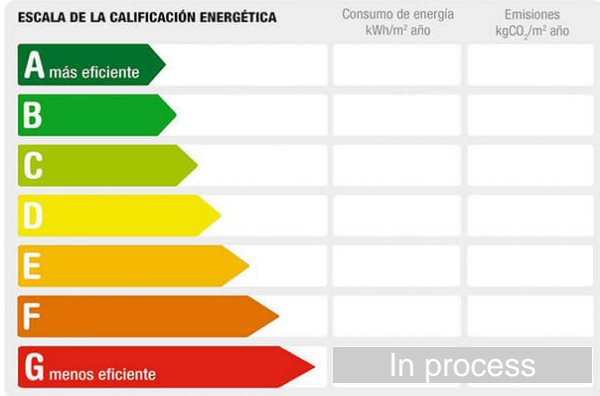 ESCALA DE LA CALIFICACIÓN ENERGÉTICA
Consumo de energía
kWh/m² año
Emisiones
kgCO₂/m² año
A más eficiente
B
C
D
E
F
G menos eficiente
In process